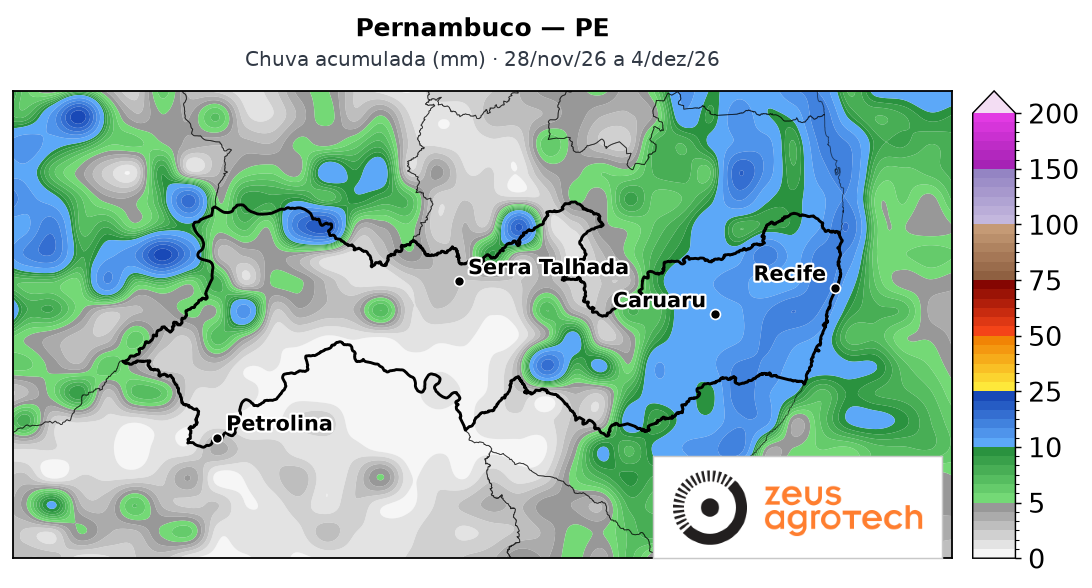 Pernambuco — PE
Chuva acumulada (mm) · 28/nov/26 a 4/dez/26
Serra Talhada
Recife
Caruaru
Petrolina
zeus
agrotech
200
150
100
75
50
25
10
5
0